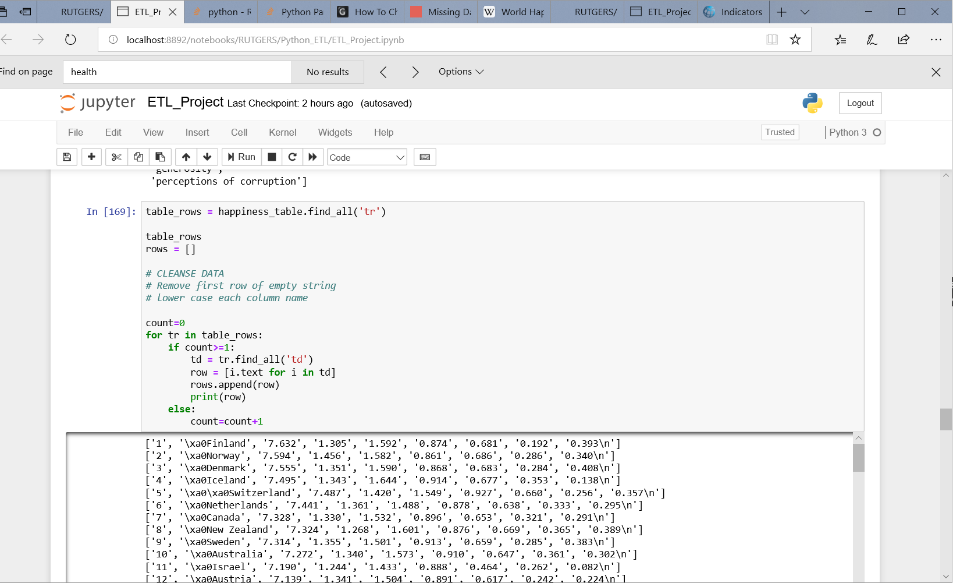 RUTGERS/ ETL_Pr python - R Python Pa How To Ch Missing Da World Hap RUTGERS/ ETL_Projec Indicators
localhost:8892/notebooks/RUTGERS/Python_ETL/ETL_Project.ipynb
Find on page health No results Options
jupyter ETL_Project Last Checkpoint: 2 hours ago (autosaved) Logout
File Edit View Insert Cell Kernel Widgets Help Trusted Python 3
Run Code
'generosity',
'perceptions of corruption']
In [169]: table_rows = happiness_table.find_all('tr')
table_rows
rows = []
# CLEANSE DATA
# Remove first row of empty string
# Lower case each column name
count=0
for tr in table_rows:
if count>=1:
td = tr.find_all('td')
row = [i.text for i in td]
rows.append(row)
print(row)
else:
count=count+1
['1', '\xa0Finland', '7.632', '1.305', '1.592', '0.874', '0.681', '0.192', '0.393\n']
['2', '\xa0Norway', '7.594', '1.456', '1.582', '0.861', '0.686', '0.286', '0.340\n']
['3', '\xa0Denmark', '7.555', '1.351', '1.590', '0.868', '0.683', '0.284', '0.408\n']
['4', '\xa0Iceland', '7.495', '1.343', '1.644', '0.914', '0.677', '0.353', '0.138\n']
['5', '\xa0\xa0Switzerland', '7.487', '1.420', '1.549', '0.927', '0.660', '0.256', '0.357\n']
['6', '\xa0Netherlands', '7.441', '1.361', '1.488', '0.878', '0.638', '0.333', '0.295\n']
['7', '\xa0Canada', '7.328', '1.330', '1.532', '0.896', '0.653', '0.321', '0.291\n']
['8', '\xa0New Zealand', '7.324', '1.268', '1.601', '0.876', '0.669', '0.365', '0.389\n']
['9', '\xa0Sweden', '7.314', '1.355', '1.501', '0.913', '0.659', '0.285', '0.383\n']
['10', '\xa0Australia', '7.272', '1.340', '1.573', '0.910', '0.647', '0.361', '0.302\n']
['11', '\xa0Israel', '7.190', '1.244', '1.433', '0.888', '0.464', '0.262', '0.082\n']
['12', '\xa0Austria', '7.139', '1.341', '1.504', '0.891', '0.617', '0.242', '0.224\n']